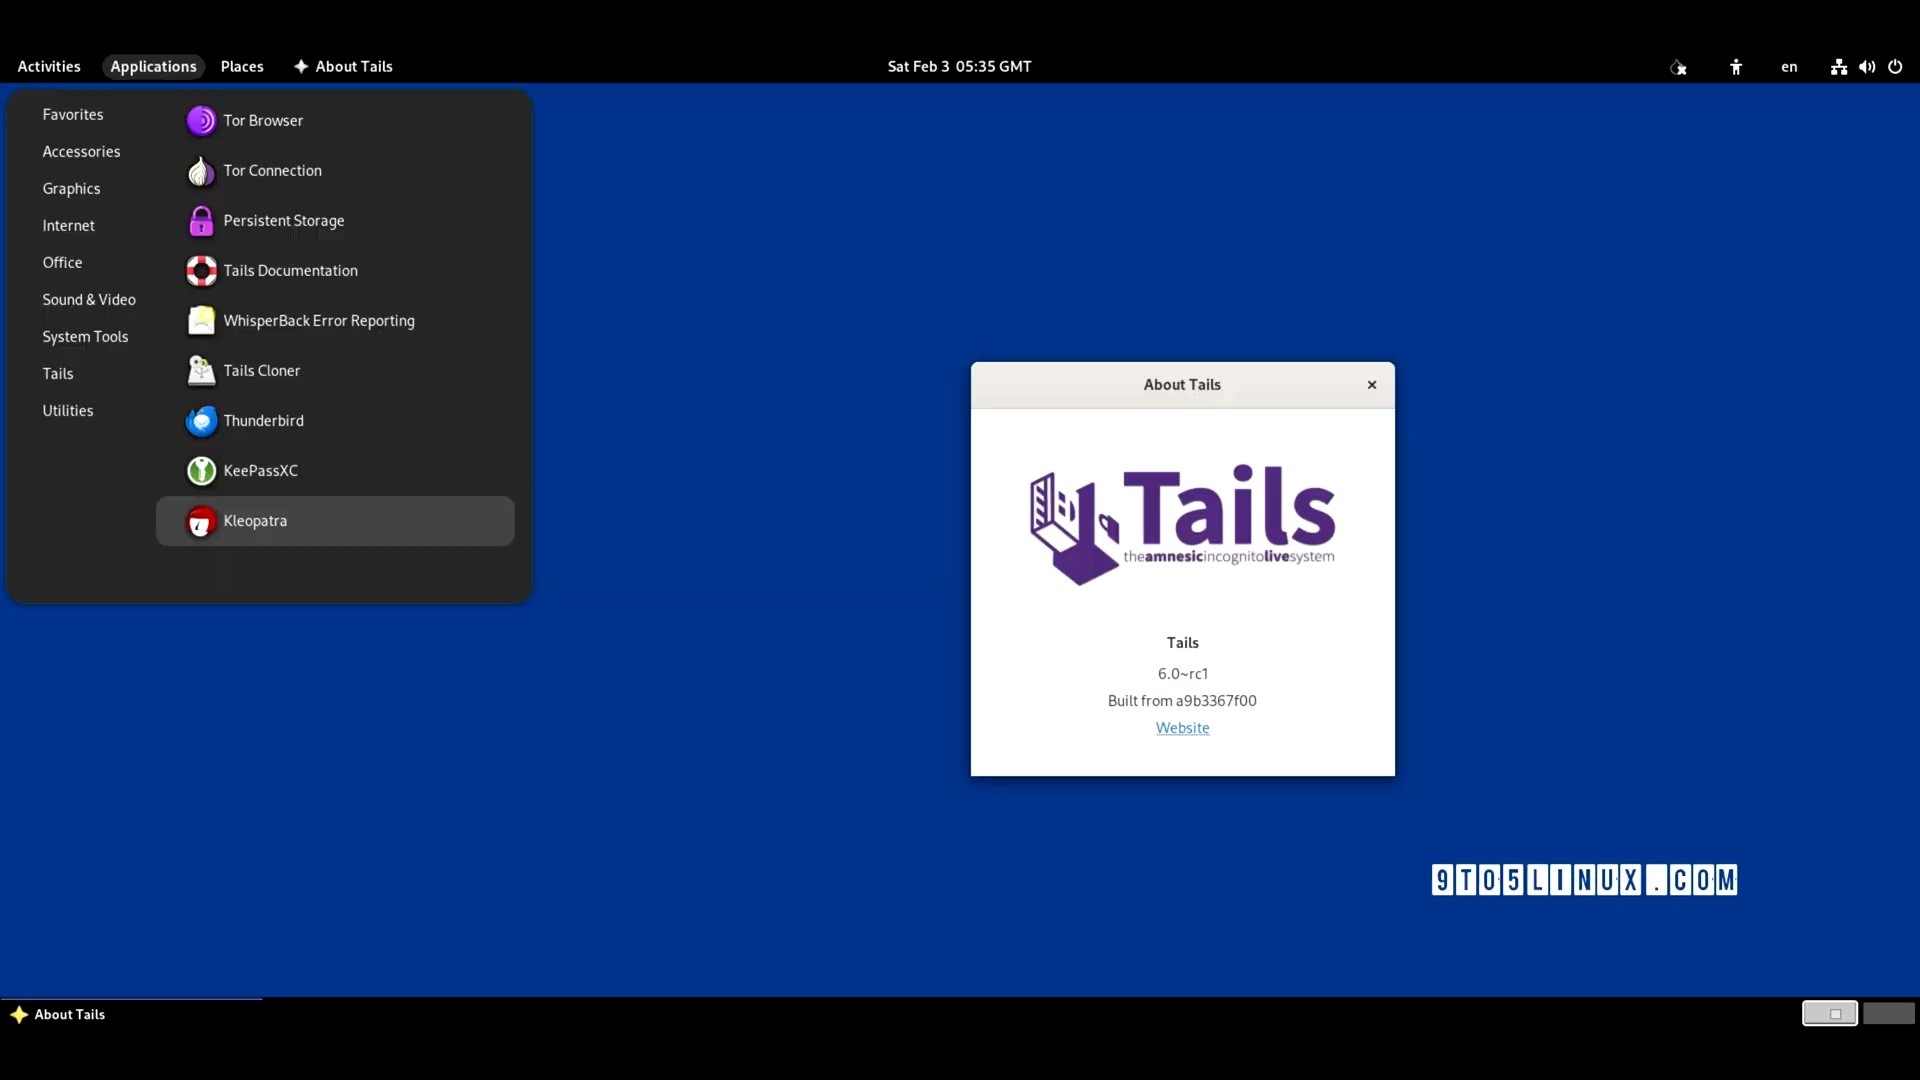 Activities Applications Places About Tails Sat Feb 3 05:35 GMT en
Favorites
Accessories
Graphics
Internet
Office
Sound & Video
System Tools
Tails
Utilities
Tor Browser
Tor Connection
Persistent Storage
Tails Documentation
WhisperBack Error Reporting
Tails Cloner
Thunderbird
KeePassXC
Kleopatra
About Tails
Tails
theamnesicincognitolivesystem
Tails
6.0~rc1
Built from a9b3367f00
Website
9TO5LINUX.COM
About Tails